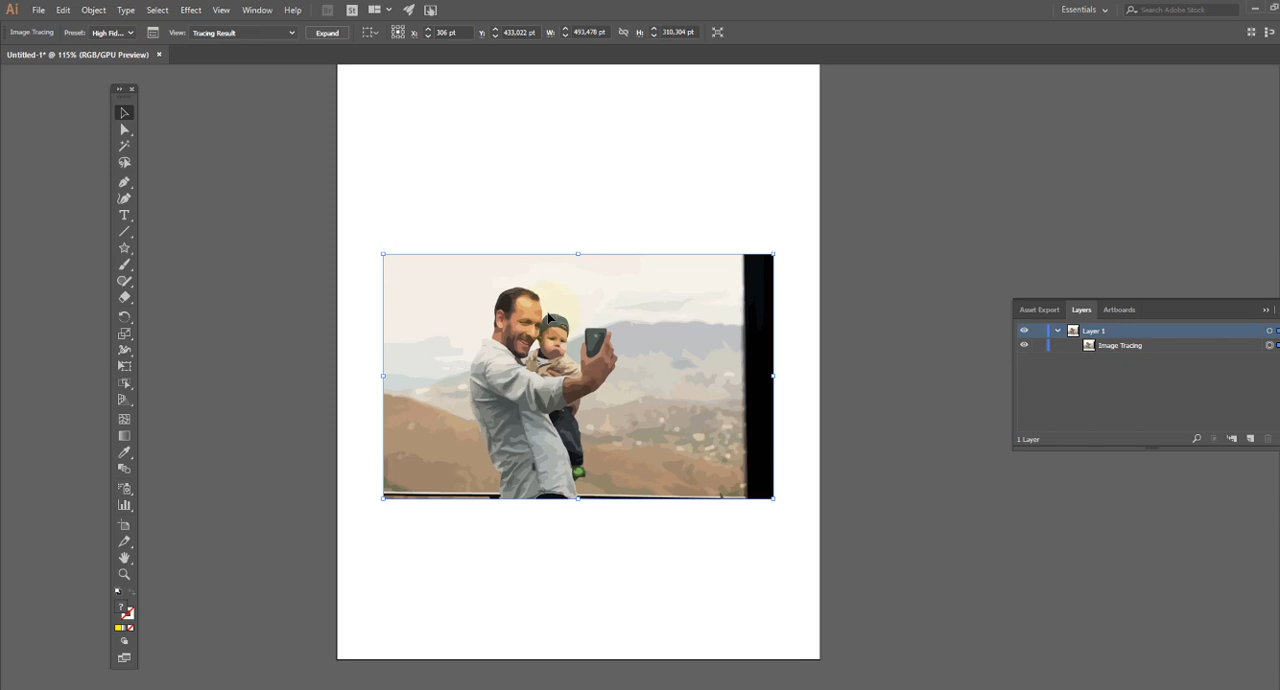 Ai File Edit Object Type Select Effect View Window Help Br St Essentials Search Adobe Stock
Image Tracing Preset: High Fid... View: Tracing Result Expand X: 306 pt Y: 433,022 pt W: 493,478 pt H: 310,304 pt
Untitled-1* @ 115% (RGB/GPU Preview) ×
T
Asset Export Layers Artboards
Layer 1
Image Tracing
1 Layer
?